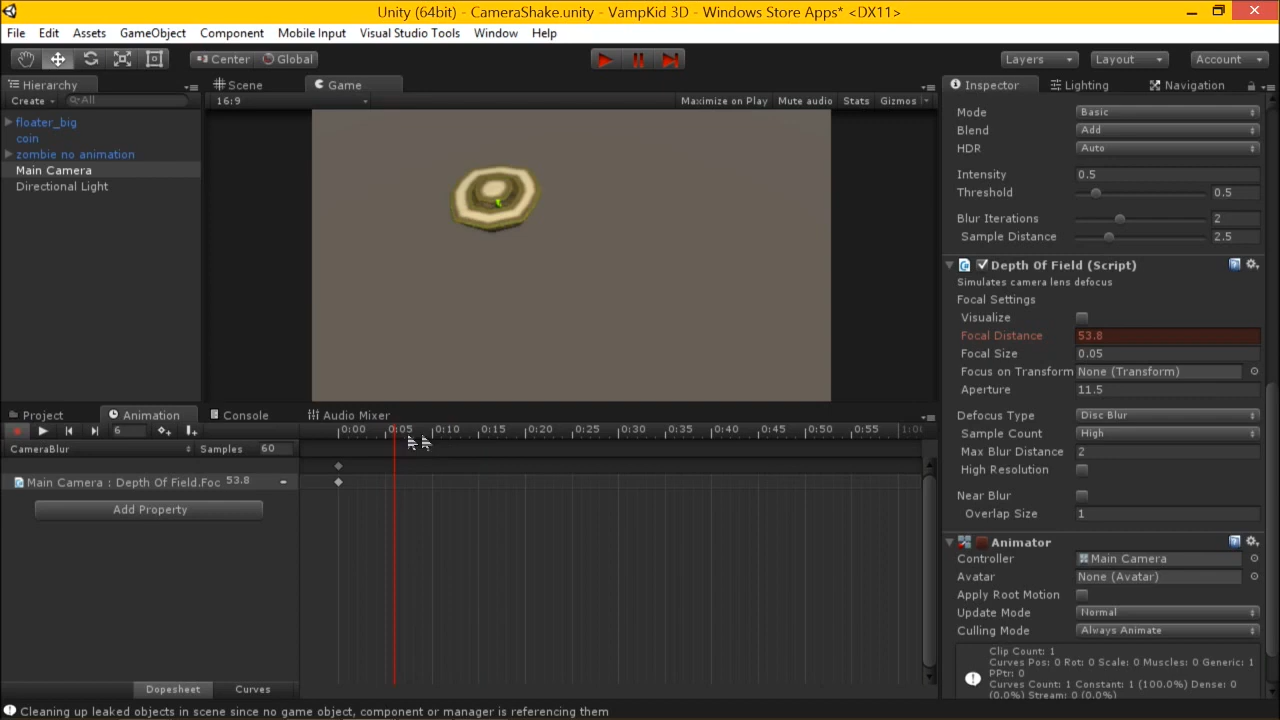 Unity (64bit) - CameraShake.unity - VampKid 3D - Windows Store Apps* <DX11>
File Edit Assets GameObject Component Mobile Input Visual Studio Tools Window Help
Center Global Layers Layout Account
Hierarchy
Create All
floater_big
coin
zombie no animation
Main Camera
Directional Light
Scene Game
16:9 Maximize on Play Mute audio Stats Gizmos
Project Animation Console Audio Mixer
6 0:00 0:05 0:10 0:15 0:20 0:25 0:30 0:35 0:40 0:45 0:50 0:55 1:00
CameraBlur Samples 60
Main Camera : Depth Of Field.Foc 53.8
Add Property
Dopesheet Curves
Inspector Lighting Navigation
Mode Basic
Blend Add
HDR Auto
Intensity 0.5
Threshold 0.5
Blur Iterations 2
Sample Distance 2.5
Depth Of Field (Script)
Simulates camera lens defocus
Focal Settings
Visualize
Focal Distance 53.8
Focal Size 0.05
Focus on Transform None (Transform)
Aperture 11.5
Defocus Type Disc Blur
Sample Count High
Max Blur Distance 2
High Resolution
Near Blur
Overlap Size 1
Animator
Controller Main Camera
Avatar None (Avatar)
Apply Root Motion
Update Mode Normal
Culling Mode Always Animate
Clip Count: 1
Curves Pos: 0 Rot: 0 Scale: 0 Muscles: 0 Generic: 1
PPtr: 0
Curves Count: 1 Constant: 1 (100.0%) Dense: 0
(0.0%) Stream: 0 (0.0%)
Cleaning up leaked objects in scene since no game object, component or manager is referencing them